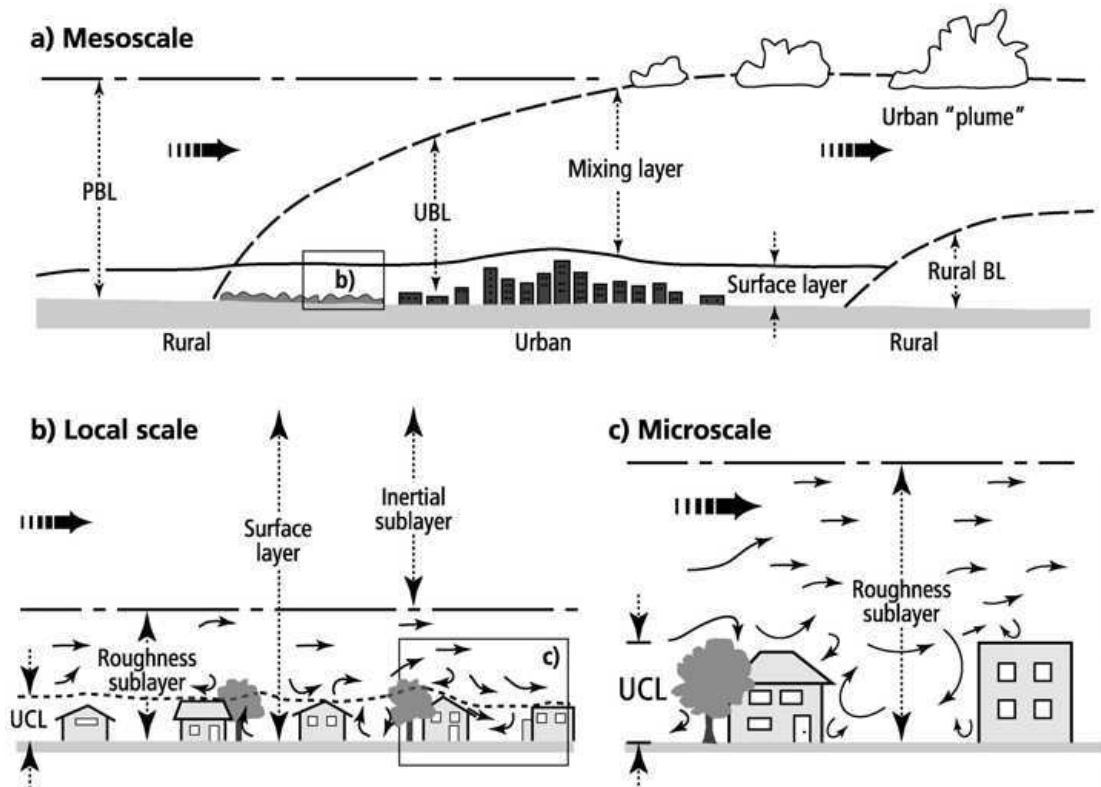 a) Mesoscale
Urban "plume"
PBL
Mixing layer
UBL
b)
Surface layer
Rural BL
Rural
Urban
Rural
b) Local scale
Inertial
sublayer
Surface
layer
Roughness
sublayer
c)
UCL
c) Microscale
Roughness
sublayer
UCL